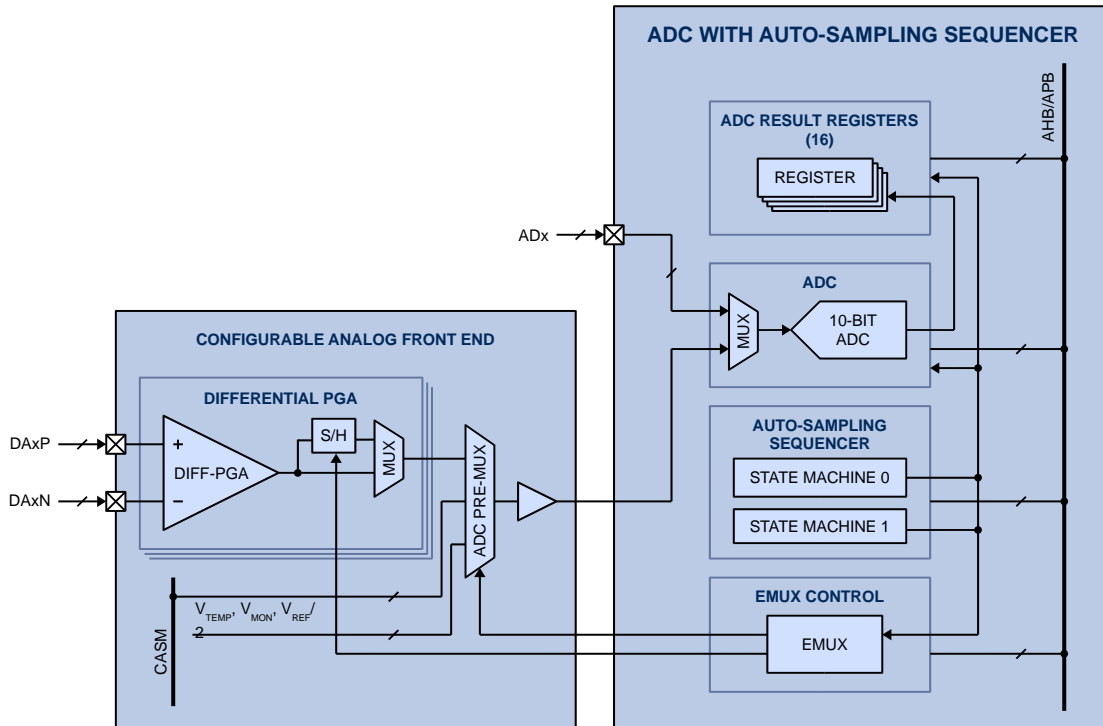 ADC WITH AUTO-SAMPLING SEQUENCER
AHB/APB
ADC RESULT REGISTERS
(16)
REGISTER
ADx
ADC
MUX
10-BIT
ADC
CONFIGURABLE ANALOG FRONT END
DIFFERENTIAL PGA
DAxP
+
S/H
MUX
DIFF-PGA
DAxN
−
ADC PRE-MUX
AUTO-SAMPLING
SEQUENCER
STATE MACHINE 0
STATE MACHINE 1
CASM
VTEMP, VMON, VREF/
2
EMUX CONTROL
EMUX